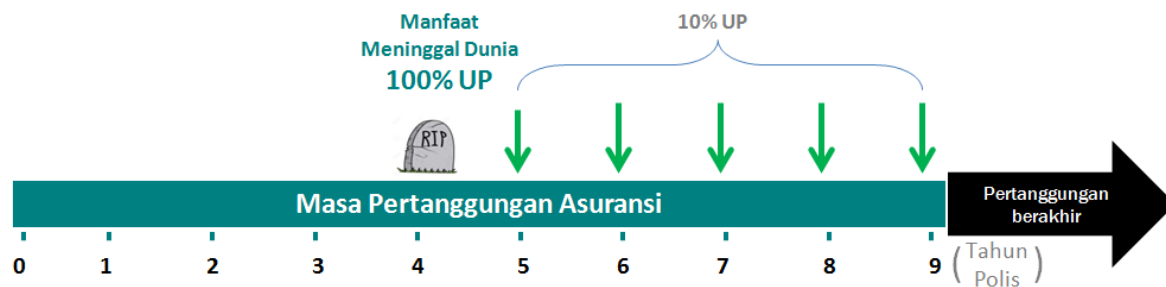 Manfaat
Meninggal Dunia
100% UP
10% UP
RIP
Masa Pertanggungan Asuransi
Pertanggungan
berakhir
0 1 2 3 4 5 6 7 8 9
(Tahun
Polis)